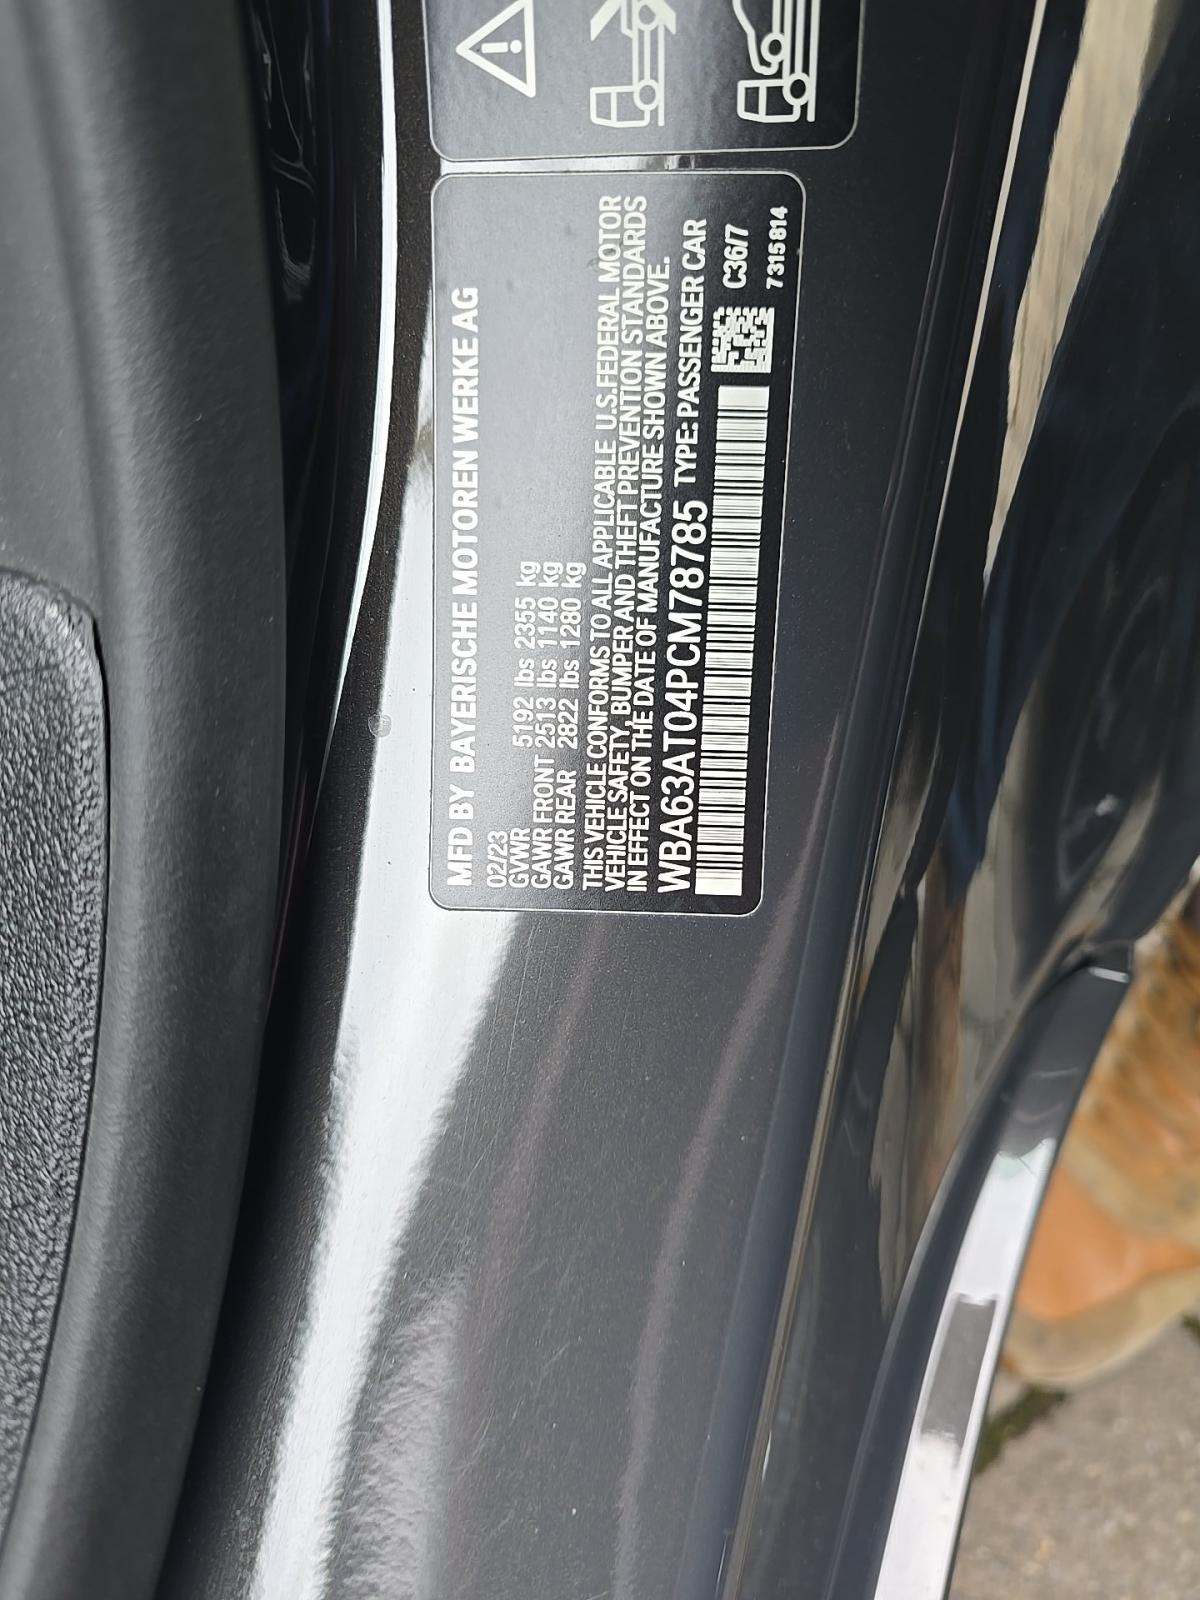 MFD BY BAYERISCHE MOTOREN WERKE AG
02/23
GVWR 5192 lbs 2355 kg
GAWR FRONT 2513 lbs 1140 kg
GAWR REAR 2822 lbs 1280 kg
THIS VEHICLE CONFORMS TO ALL APPLICABLE U.S.FEDERAL MOTOR
VEHICLE SAFETY, BUMPER AND THEFT PREVENTION STANDARDS
IN EFFECT ON THE DATE OF MANUFACTURE SHOWN ABOVE.
WBA63AT04PCM78785 TYPE: PASSENGER CAR
C36/7
7315814